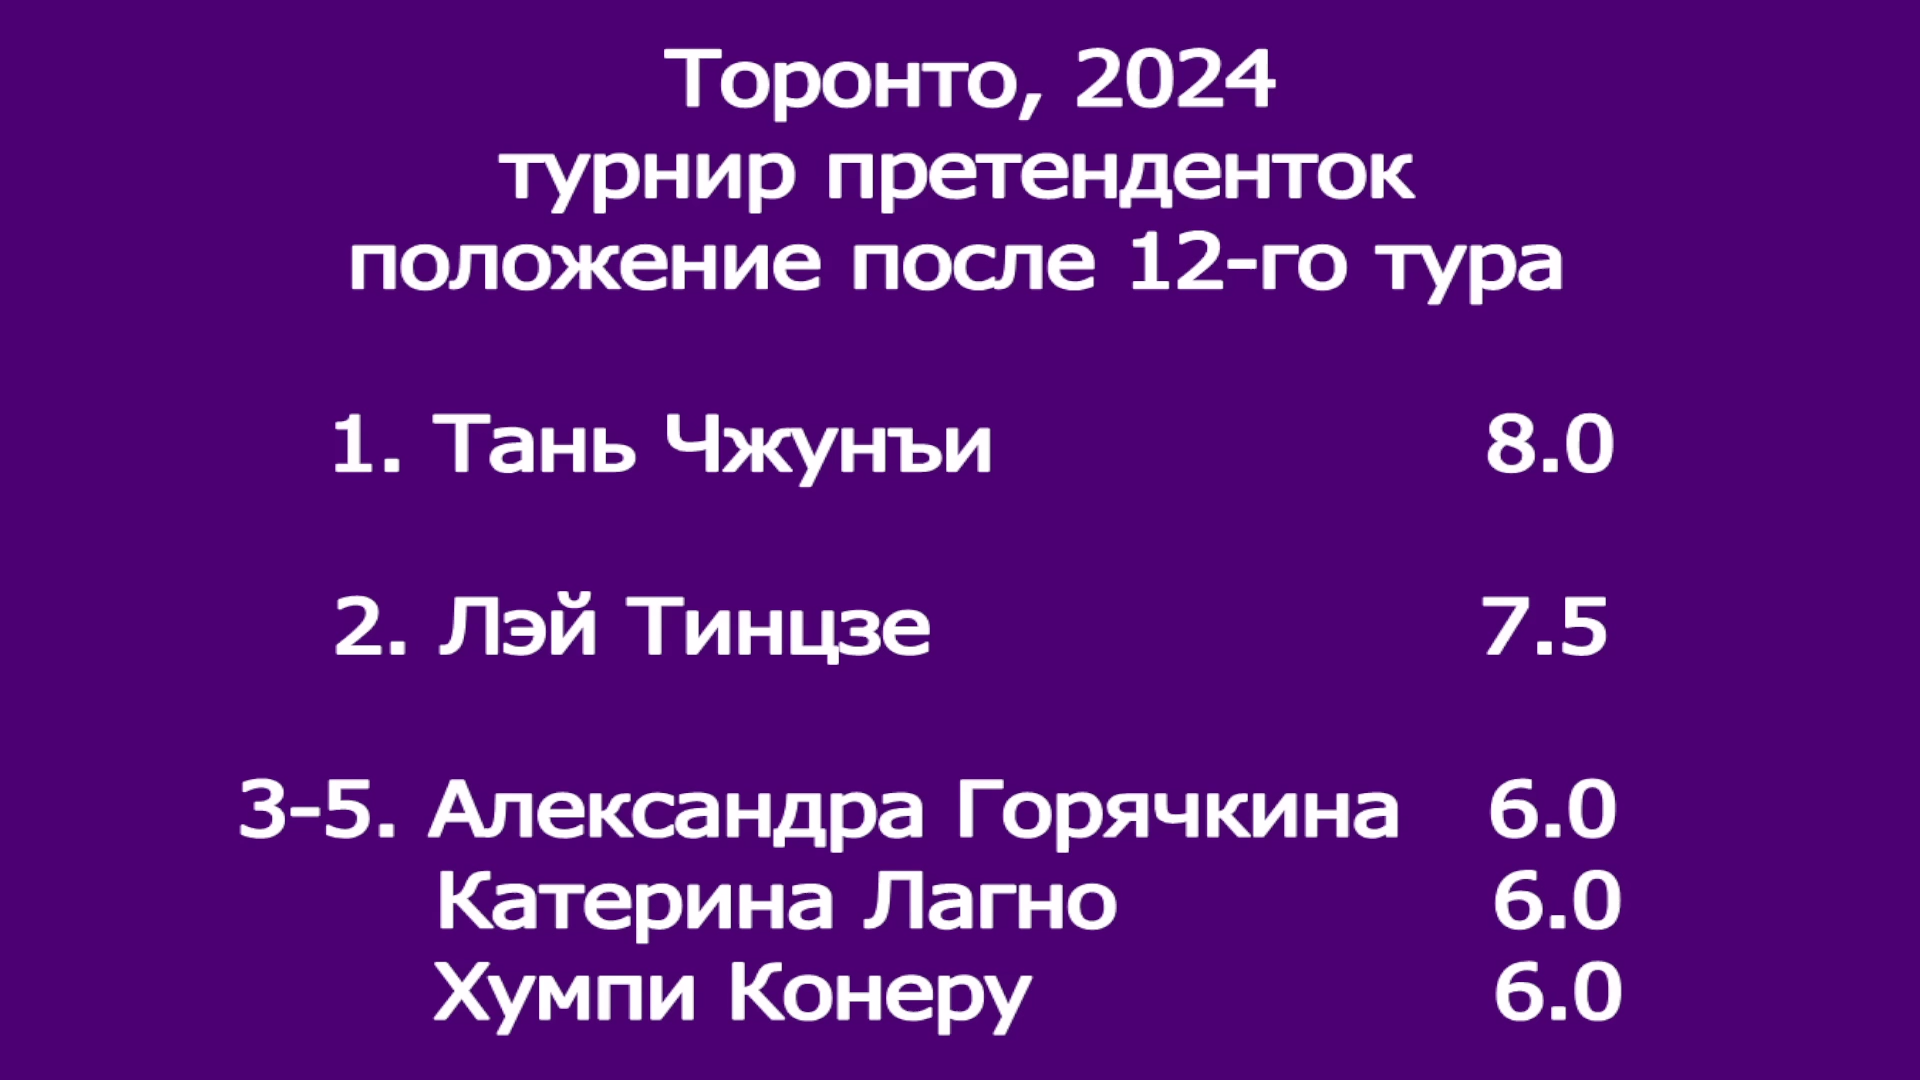 Торонто, 2024
турнир претенденток
положение после 12-го тура
1. Тань Чжунъи 8.0
2. Лэй Тинцзе 7.5
3-5. Александра Горячкина 6.0
Катерина Лагно 6.0
Хумпи Конеру 6.0